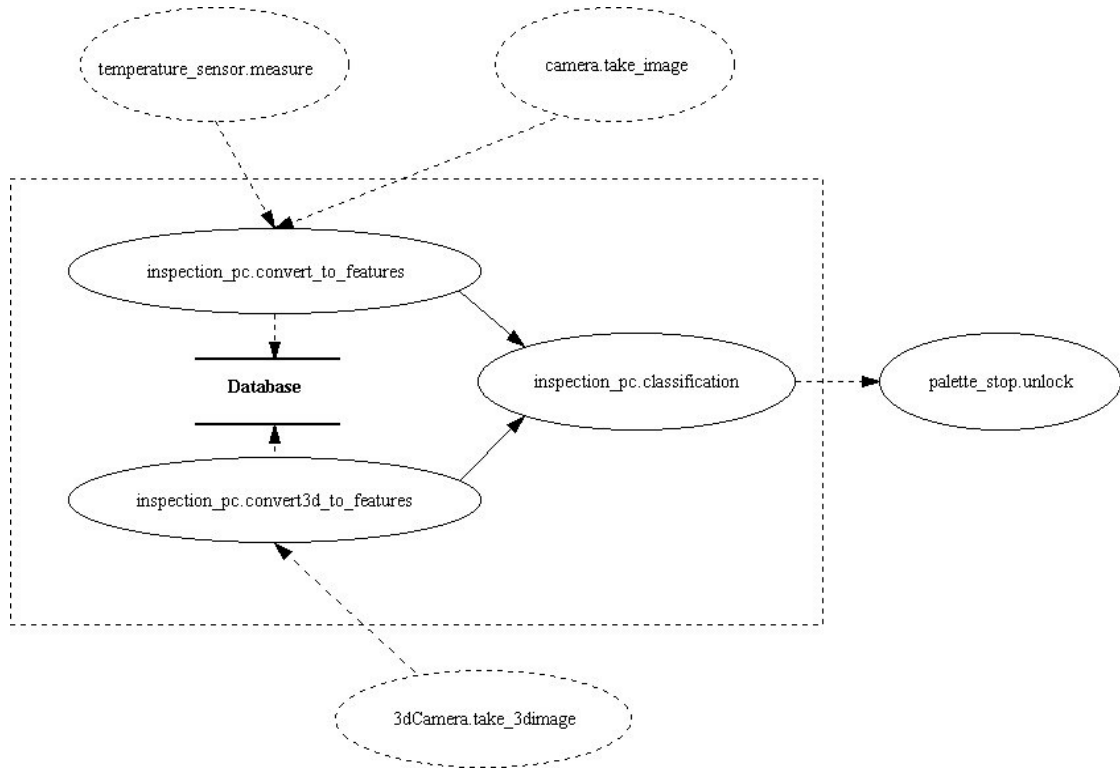 temperature_sensor.measure
camera.take_image
inspection_pc.convert_to_features
Database
inspection_pc.classification
palette_stop.unlock
inspection_pc.convert3d_to_features
3dCamera.take_3dimage